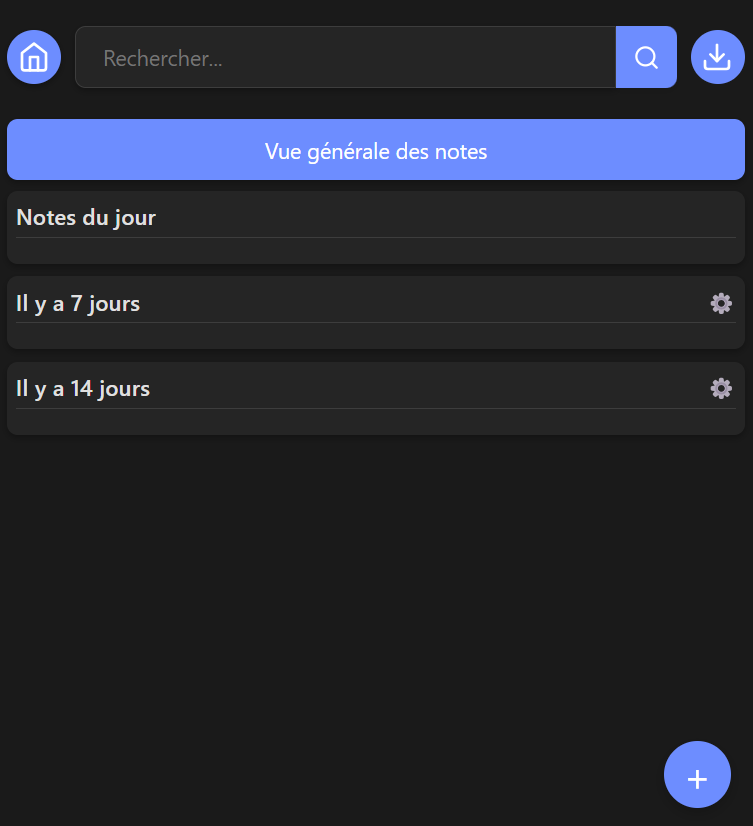 Rechercher...
Vue générale des notes
Notes du jour
Il y a 7 jours
Il y a 14 jours
+